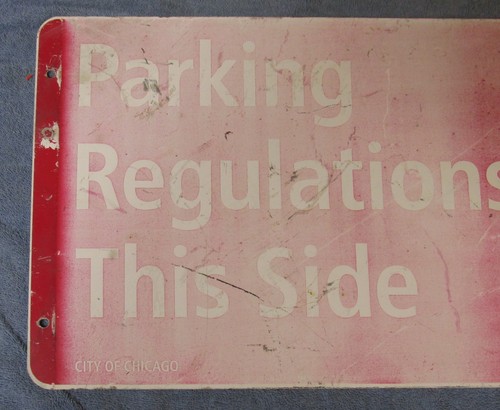 Parking
Regulations
This Side
CITY OF CHICAGO